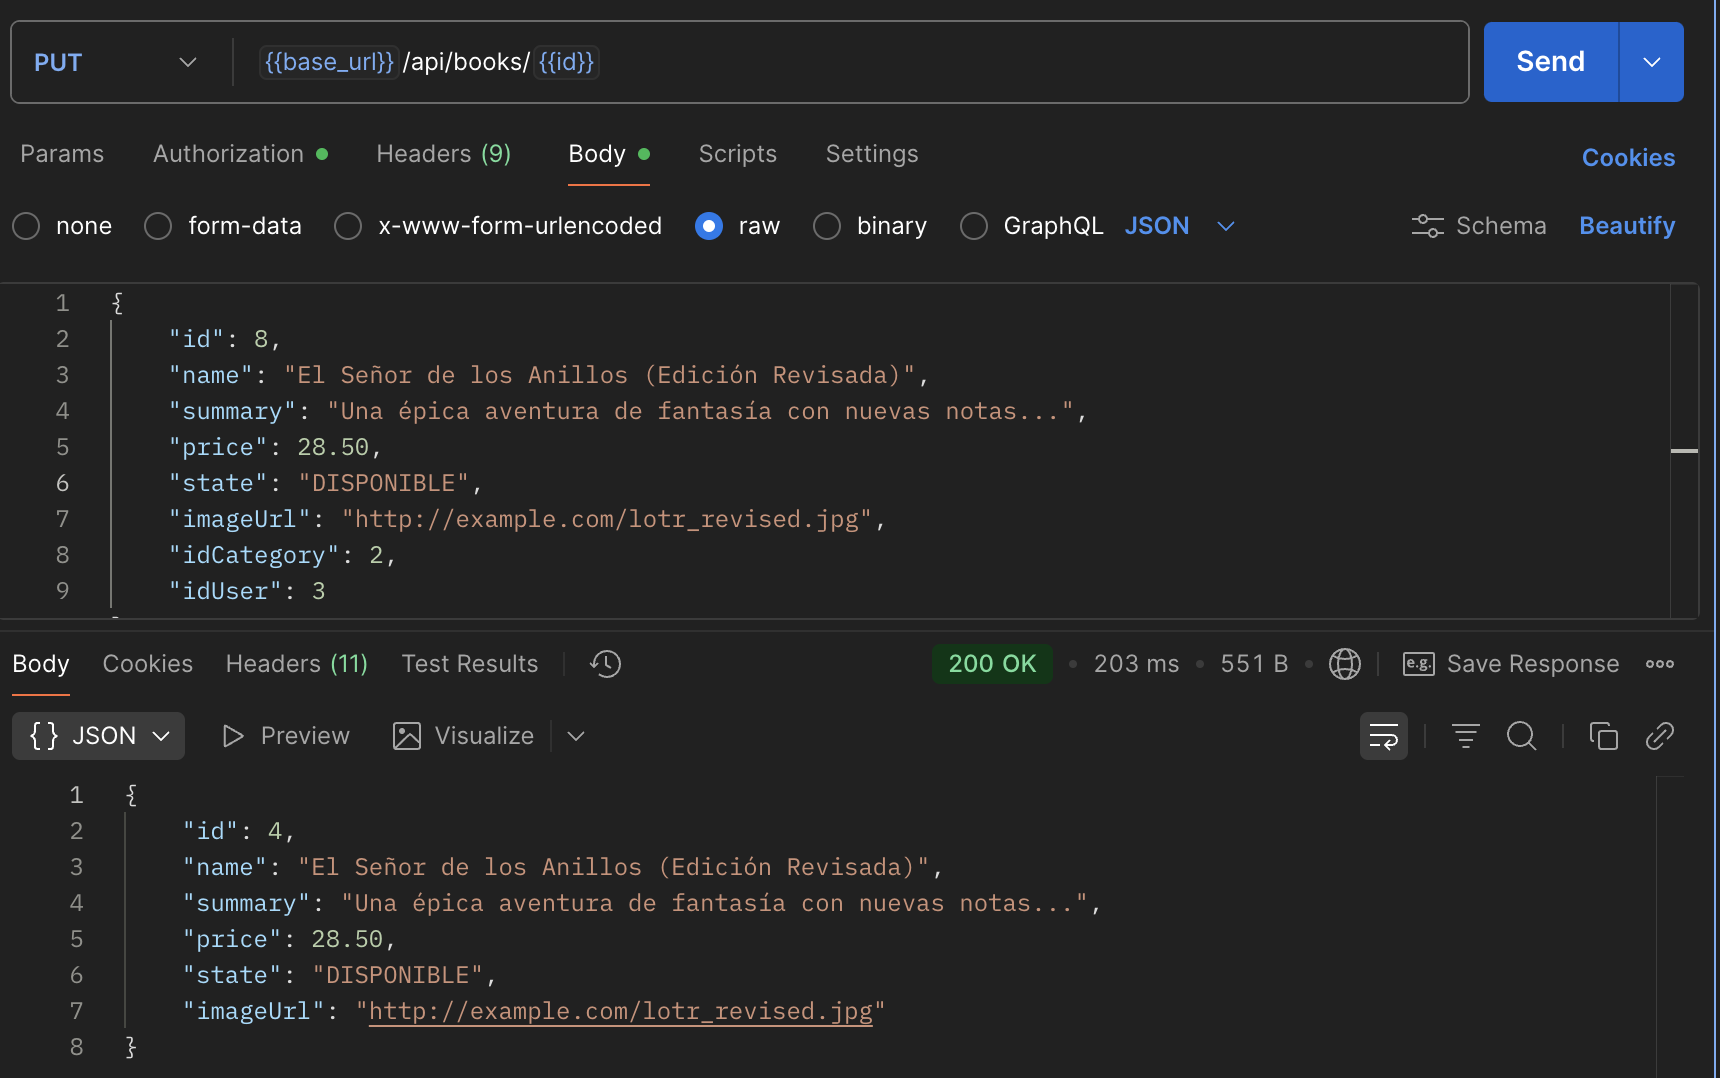 PUT {{base_url}}/api/books/{{id}} Send
Params Authorization Headers (9) Body Scripts Settings Cookies
none form-data x-www-form-urlencoded raw binary GraphQL JSON Schema Beautify
1 {
2 "id": 8,
3 "name": "El Señor de los Anillos (Edición Revisada)",
4 "summary": "Una épica aventura de fantasía con nuevas notas...",
5 "price": 28.50,
6 "state": "DISPONIBLE",
7 "imageUrl": "http://example.com/lotr_revised.jpg",
8 "idCategory": 2,
9 "idUser": 3
Body Cookies Headers (11) Test Results 200 OK 203 ms 551 B e.g. Save Response
{} JSON Preview Visualize
1 {
2 "id": 4,
3 "name": "El Señor de los Anillos (Edición Revisada)",
4 "summary": "Una épica aventura de fantasía con nuevas notas...",
5 "price": 28.50,
6 "state": "DISPONIBLE",
7 "imageUrl": "http://example.com/lotr_revised.jpg"
8 }